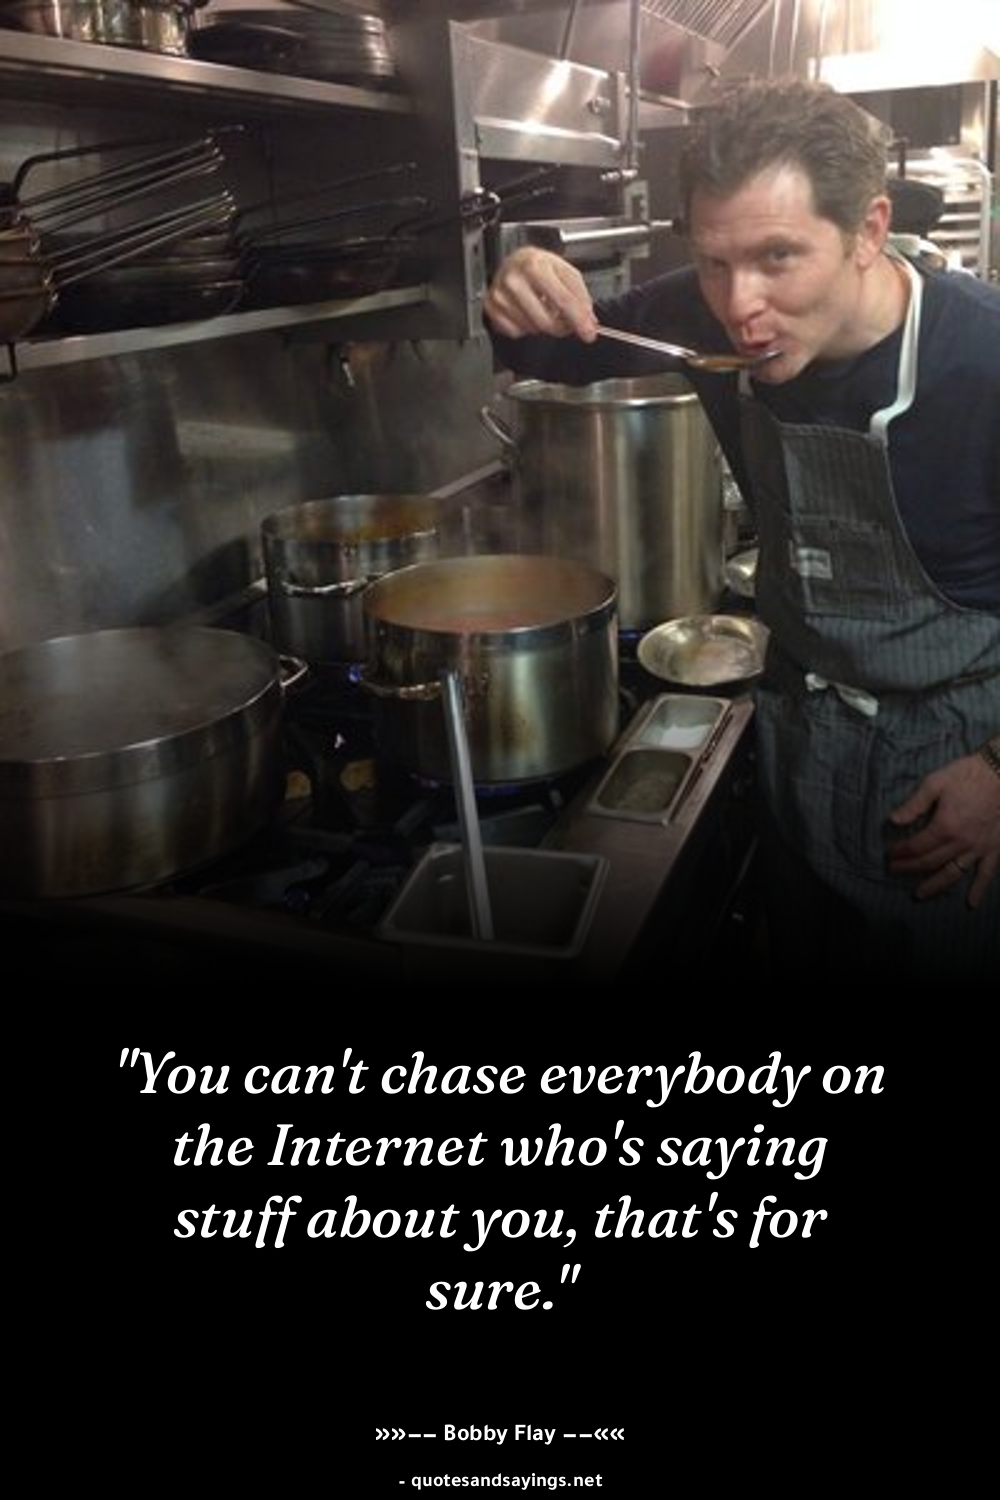 "You can't chase everybody on
the Internet who's saying
stuff about you, that's for
sure."
»»–– Bobby Flay ––««
- quotesandsayings.net